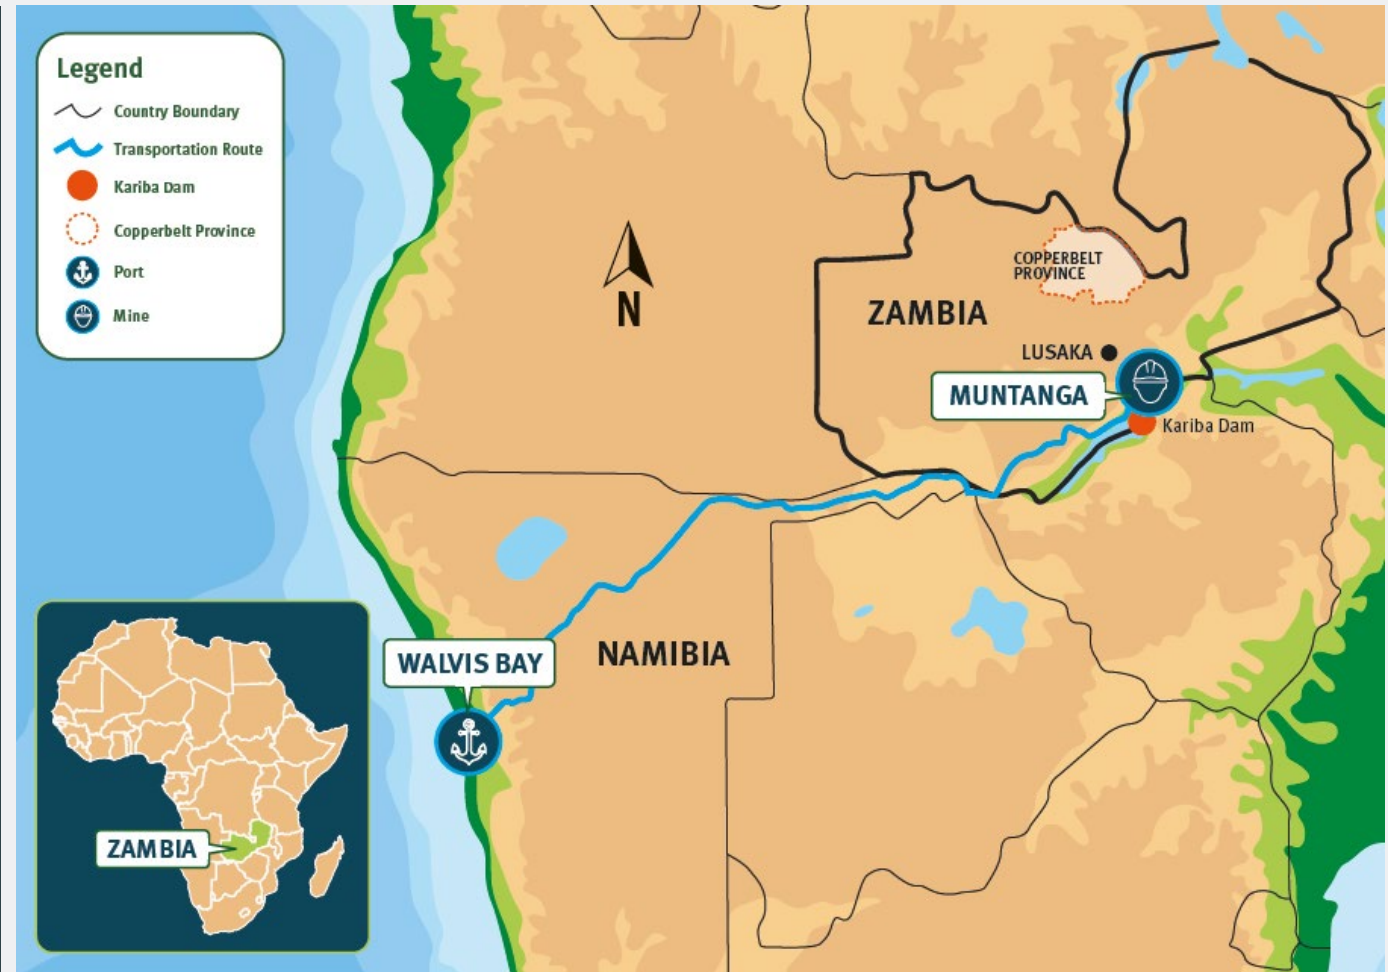 Legend
Country Boundary
Transportation Route
Kariba Dam
Copperbelt Province
Port
Mine
N
COPPERBELT
PROVINCE
ZAMBIA
LUSAKA
MUNTANGA
Kariba Dam
WALVIS BAY
NAMIBIA
ZAMBIA